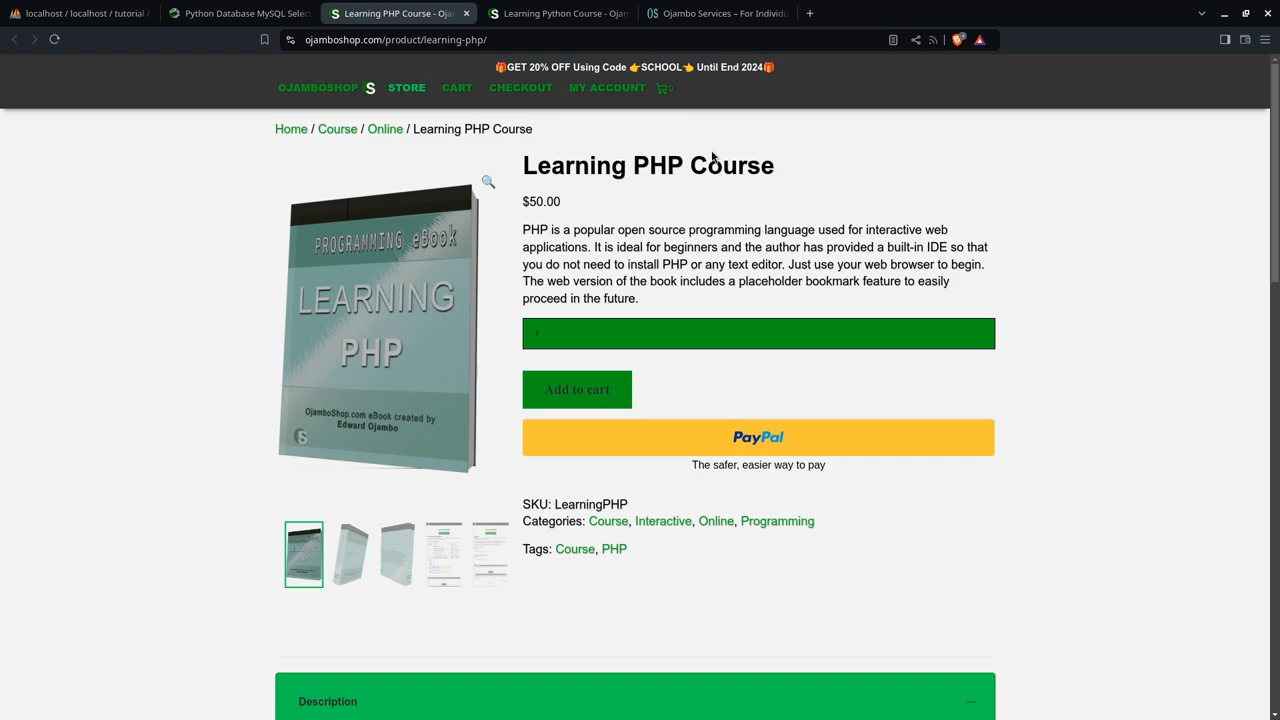 localhost / localhost / tutorial /
Python Database MySQL Select
Learning PHP Course - Oja
Learning Python Course - Ojam
Ojambo Services – For Individu
ojamboshop.com/product/learning-php/
🎁GET 20% OFF Using Code 👉SCHOOL👈 Until End 2024🎁
OJAMBOSHOP S STORE CART CHECKOUT MY ACCOUNT 0
Home / Course / Online / Learning PHP Course
Learning PHP Course
$50.00
PHP is a popular open source programming language used for interactive web
applications. It is ideal for beginners and the author has provided a built-in IDE so that
you do not need to install PHP or any text editor. Just use your web browser to begin.
The web version of the book includes a placeholder bookmark feature to easily
proceed in the future.
PROGRAMMING eBook
LEARNING
PHP
OjamboShop.com eBook created by
Edward Ojambo
S
1
Add to cart
PayPal
The safer, easier way to pay
SKU: LearningPHP
Categories: Course, Interactive, Online, Programming
Tags: Course, PHP
Description